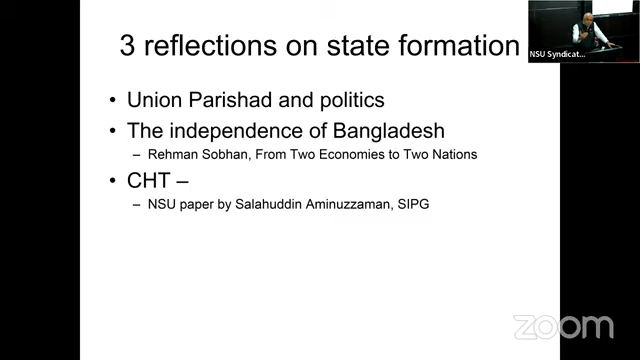 3 reflections on state formation
NSU Syndicat...
• Union Parishad and politics
• The independence of Bangladesh
– Rehman Sobhan, From Two Economies to Two Nations
• CHT –
– NSU paper by Salahuddin Aminuzzaman, SIPG
zoom